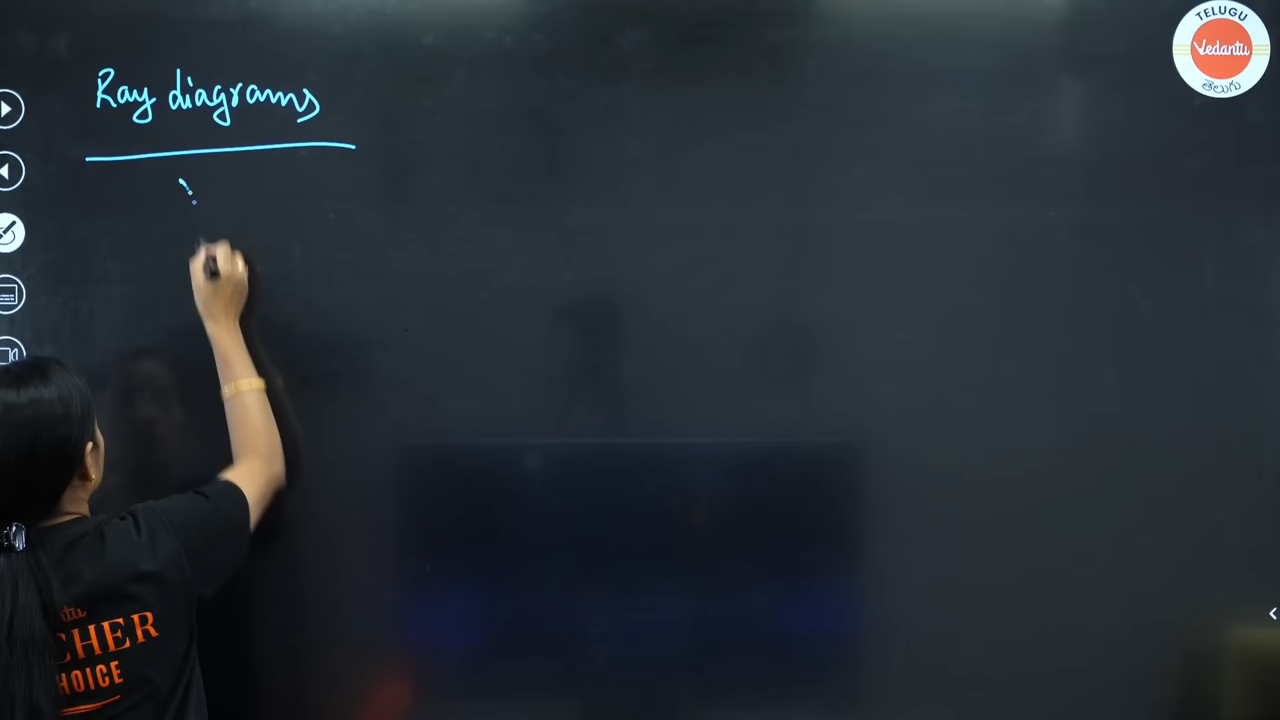 Ray diagrams
TELUGU
Vedantu
తెలుగు
CHER
HOICE